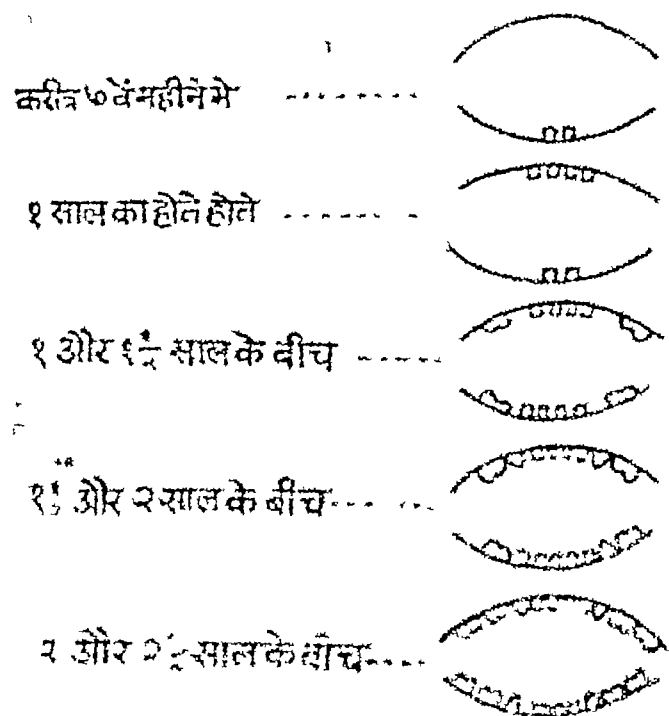 करीब ७ वें महीने मे
१ साल का होते होते
१ और १½ साल के बीच
१½ और २ साल के बीच
२ और २½ साल के बीच